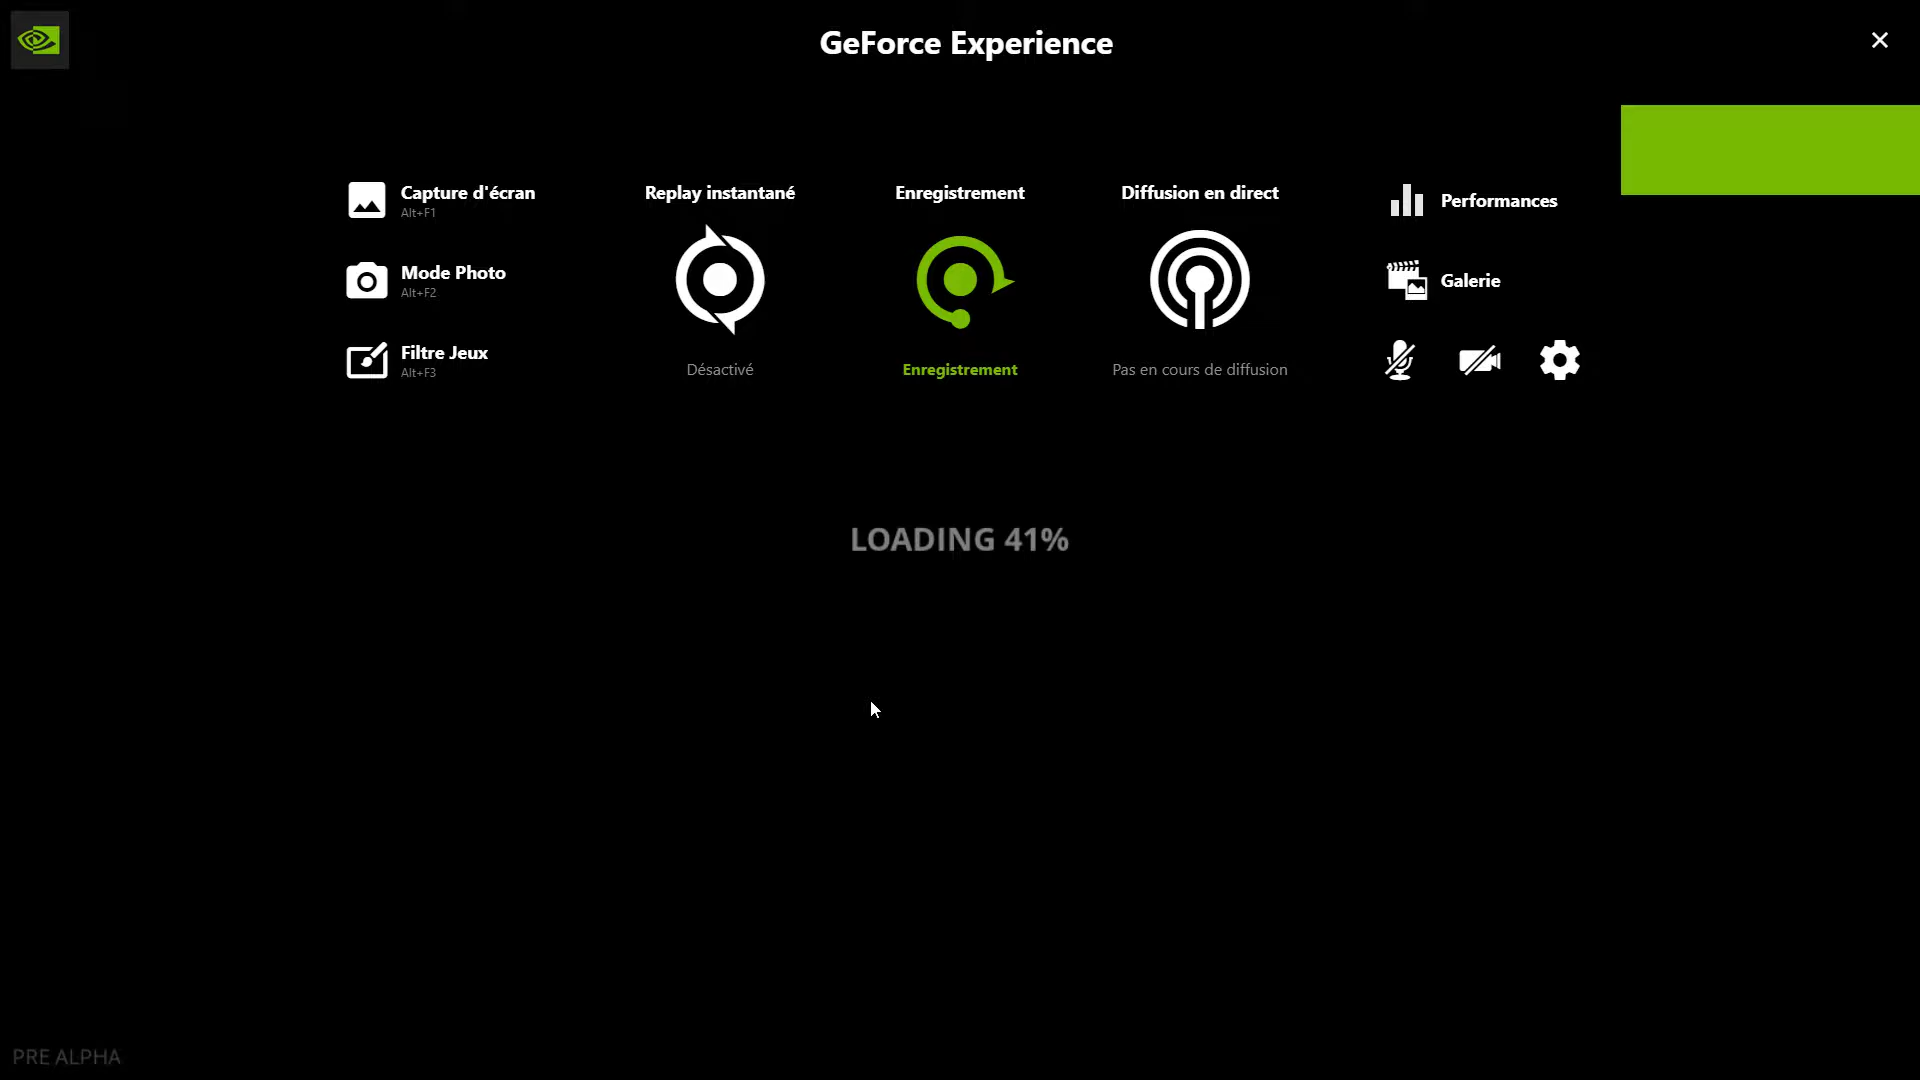 GeForce Experience
Capture d'écran
Alt+F1
Mode Photo
Alt+F2
Filtre Jeux
Alt+F3
Replay instantané
Désactivé
Enregistrement
Enregistrement
Diffusion en direct
Pas en cours de diffusion
Performances
Galerie
LOADING 41%
PRE ALPHA